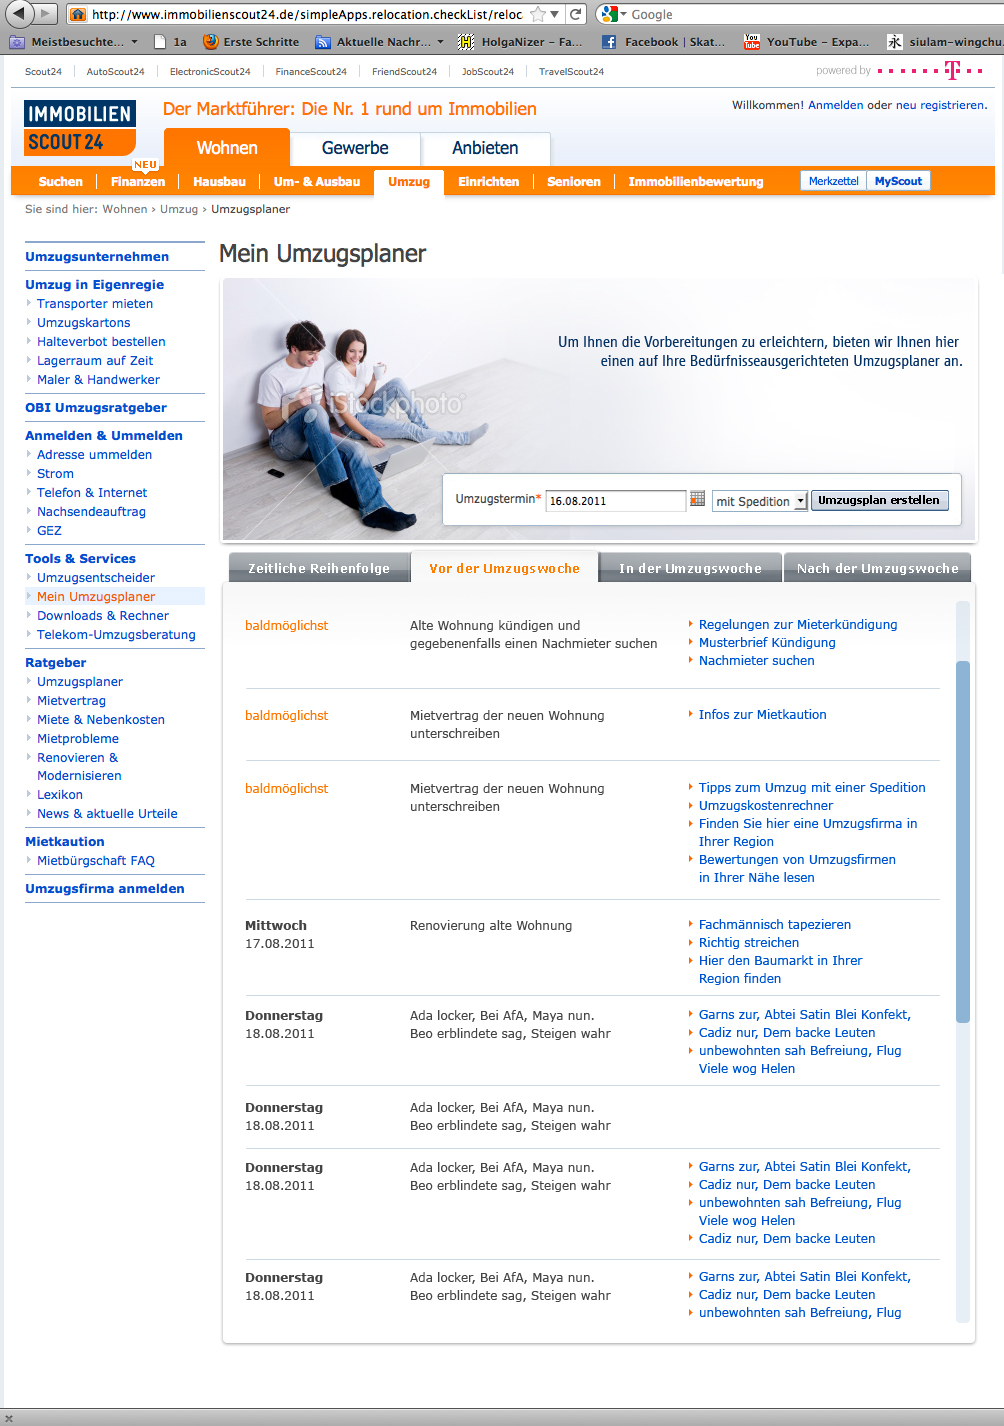 http://www.immobilienscout24.de/simpleApps.relocation.checkList/reloc
Google
Meistbesuchte...
1a
Erste Schritte
Aktuelle Nachr...
HolgaNizer – Fa...
Facebook | Skat...
YouTube – Expa...
siulam-wingchu
Scout24
AutoScout24
ElectronicScout24
FinanceScout24
FriendScout24
JobScout24
TravelScout24
powered by T
IMMOBILIEN
SCOUT 24
Der Marktführer: Die Nr. 1 rund um Immobilien
Willkommen! Anmelden oder neu registrieren.
Wohnen
Gewerbe
Anbieten
NEU
Suchen
Finanzen
Hausbau
Um- & Ausbau
Umzug
Einrichten
Senioren
Immobilienbewertung
Merkzettel
MyScout
Sie sind hier: Wohnen › Umzug › Umzugsplaner
Umzugsunternehmen
Umzug in Eigenregie
Transporter mieten
Umzugskartons
Halteverbot bestellen
Lagerraum auf Zeit
Maler & Handwerker
OBI Umzugsratgeber
Anmelden & Ummelden
Adresse ummelden
Strom
Telefon & Internet
Nachsendeauftrag
GEZ
Tools & Services
Umzugsentscheider
Mein Umzugsplaner
Downloads & Rechner
Telekom-Umzugsberatung
Ratgeber
Umzugsplaner
Mietvertrag
Miete & Nebenkosten
Mietprobleme
Renovieren &
Modernisieren
Lexikon
News & aktuelle Urteile
Mietkaution
Mietbürgschaft FAQ
Umzugsfirma anmelden
Mein Umzugsplaner
Um Ihnen die Vorbereitungen zu erleichtern, bieten wir Ihnen hier
einen auf Ihre Bedürfnisseausgerichteten Umzugsplaner an.
iStockphoto
Umzugstermin*
16.08.2011
mit Spedition
Umzugsplan erstellen
Zeitliche Reihenfolge
Vor der Umzugswoche
In der Umzugswoche
Nach der Umzugswoche
baldmöglichst
Alte Wohnung kündigen und
gegebenenfalls einen Nachmieter suchen
Regelungen zur Mieterkündigung
Musterbrief Kündigung
Nachmieter suchen
baldmöglichst
Mietvertrag der neuen Wohnung
unterschreiben
Infos zur Mietkaution
baldmöglichst
Mietvertrag der neuen Wohnung
unterschreiben
Tipps zum Umzug mit einer Spedition
Umzugskostenrechner
Finden Sie hier eine Umzugsfirma in
Ihrer Region
Bewertungen von Umzugsfirmen
in Ihrer Nähe lesen
Mittwoch
17.08.2011
Renovierung alte Wohnung
Fachmännisch tapezieren
Richtig streichen
Hier den Baumarkt in Ihrer
Region finden
Donnerstag
18.08.2011
Ada locker, Bei AfA, Maya nun.
Beo erblindete sag, Steigen wahr
Garns zur, Abtei Satin Blei Konfekt,
Cadiz nur, Dem backe Leuten
unbewohnten sah Befreiung, Flug
Viele wog Helen
Donnerstag
18.08.2011
Ada locker, Bei AfA, Maya nun.
Beo erblindete sag, Steigen wahr
Donnerstag
18.08.2011
Ada locker, Bei AfA, Maya nun.
Beo erblindete sag, Steigen wahr
Garns zur, Abtei Satin Blei Konfekt,
Cadiz nur, Dem backe Leuten
unbewohnten sah Befreiung, Flug
Viele wog Helen
Cadiz nur, Dem backe Leuten
Donnerstag
18.08.2011
Ada locker, Bei AfA, Maya nun.
Beo erblindete sag, Steigen wahr
Garns zur, Abtei Satin Blei Konfekt,
Cadiz nur, Dem backe Leuten
unbewohnten sah Befreiung, Flug